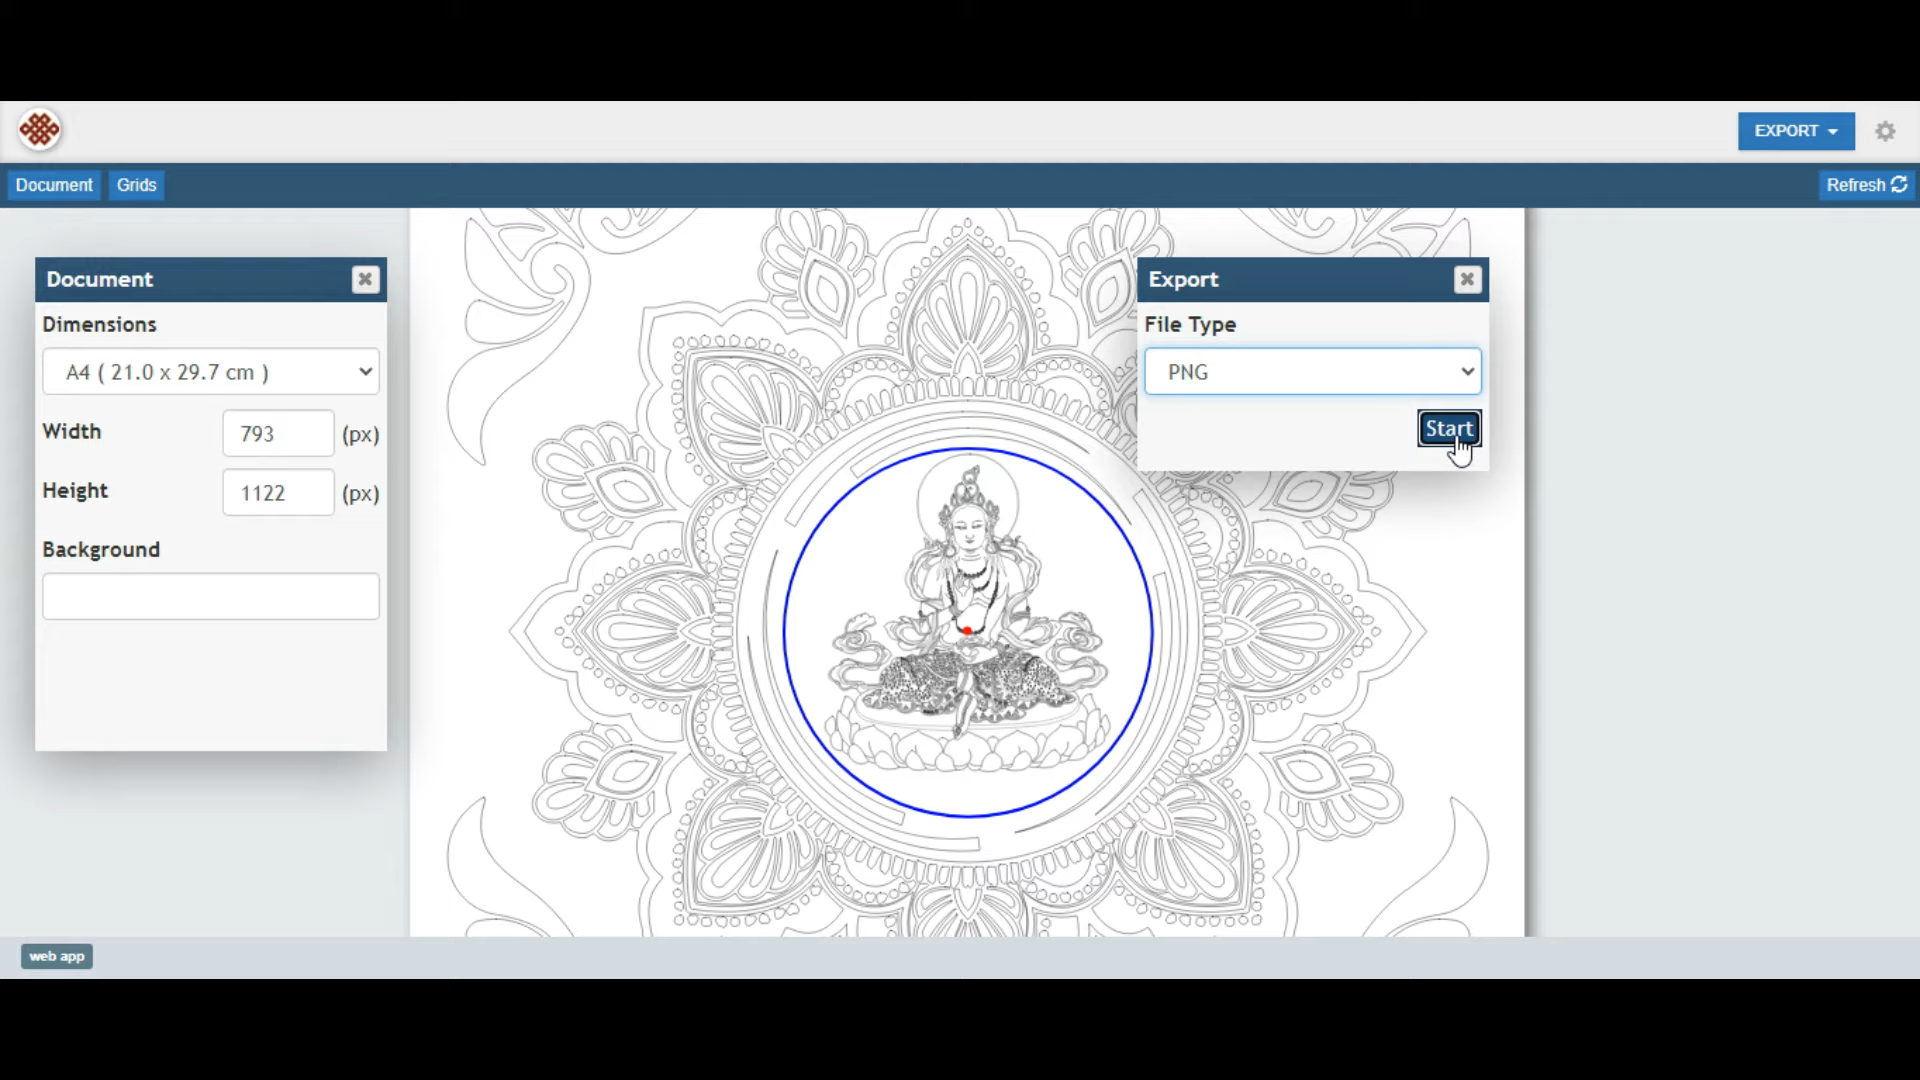 EXPORT
Document
Grids
Refresh
Document
Dimensions
A4 ( 21.0 x 29.7 cm )
Width
793
(px)
Height
1122
(px)
Background
Export
File Type
PNG
Start
web app